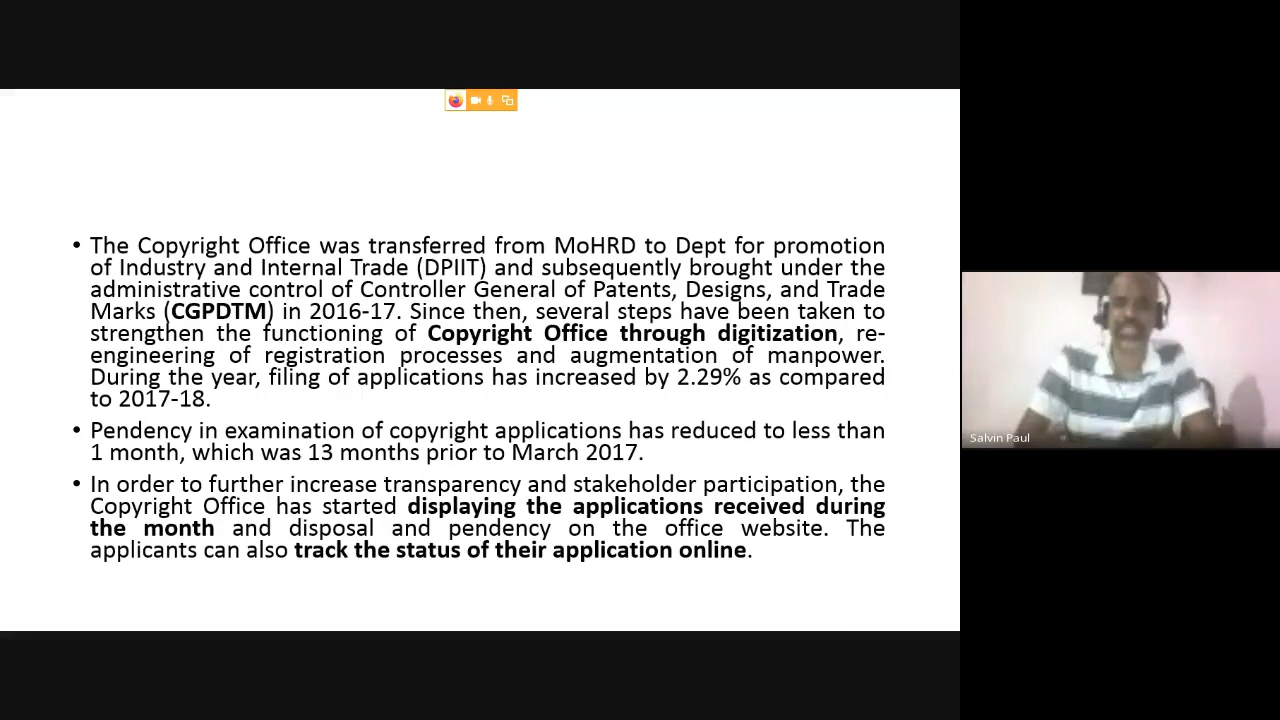 • The Copyright Office was transferred from MoHRD to Dept for promotion
of Industry and Internal Trade (DPIIT) and subsequently brought under the
administrative control of Controller General of Patents, Designs, and Trade
Marks (CGPDTM) in 2016-17. Since then, several steps have been taken to
strengthen the functioning of Copyright Office through digitization, re-
engineering of registration processes and augmentation of manpower.
During the year, filing of applications has increased by 2.29% as compared
to 2017-18.
• Pendency in examination of copyright applications has reduced to less than
1 month, which was 13 months prior to March 2017.
• In order to further increase transparency and stakeholder participation, the
Copyright Office has started displaying the applications received during
the month and disposal and pendency on the office website. The
applicants can also track the status of their application online.
Salvin Paul